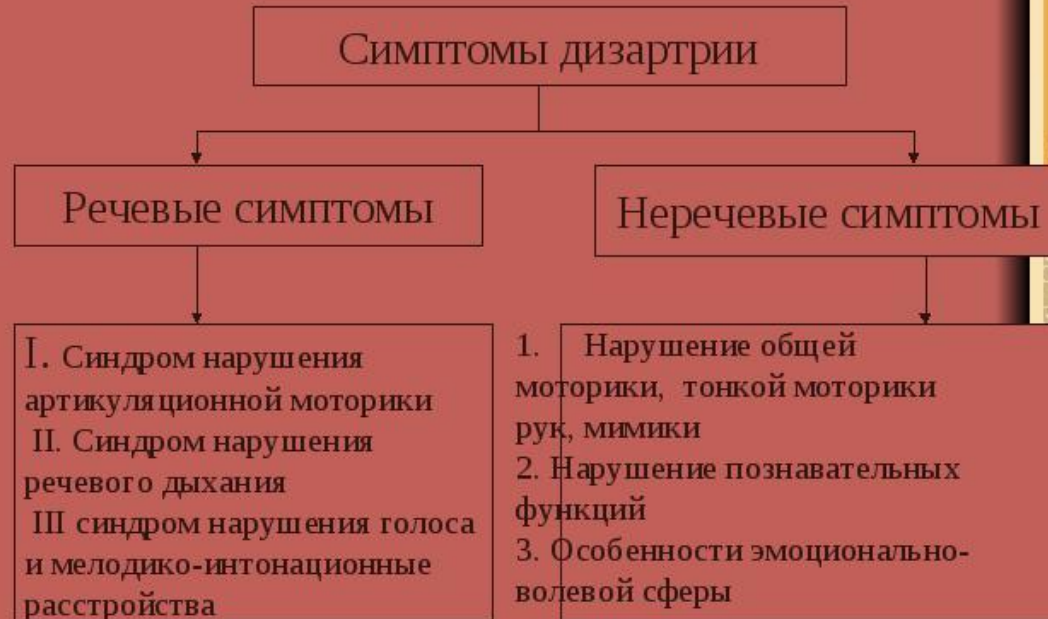 Симптомы дизартрии
Речевые симптомы
Неречевые симптомы
I. Синдром нарушения
артикуляционной моторики
II. Синдром нарушения
речевого дыхания
III синдром нарушения голоса
и мелодико-интонационные
расстройства
1. Нарушение общей
моторики, тонкой моторики
рук, мимики
2. Нарушение познавательных
функций
3. Особенности эмоционально-
волевой сферы